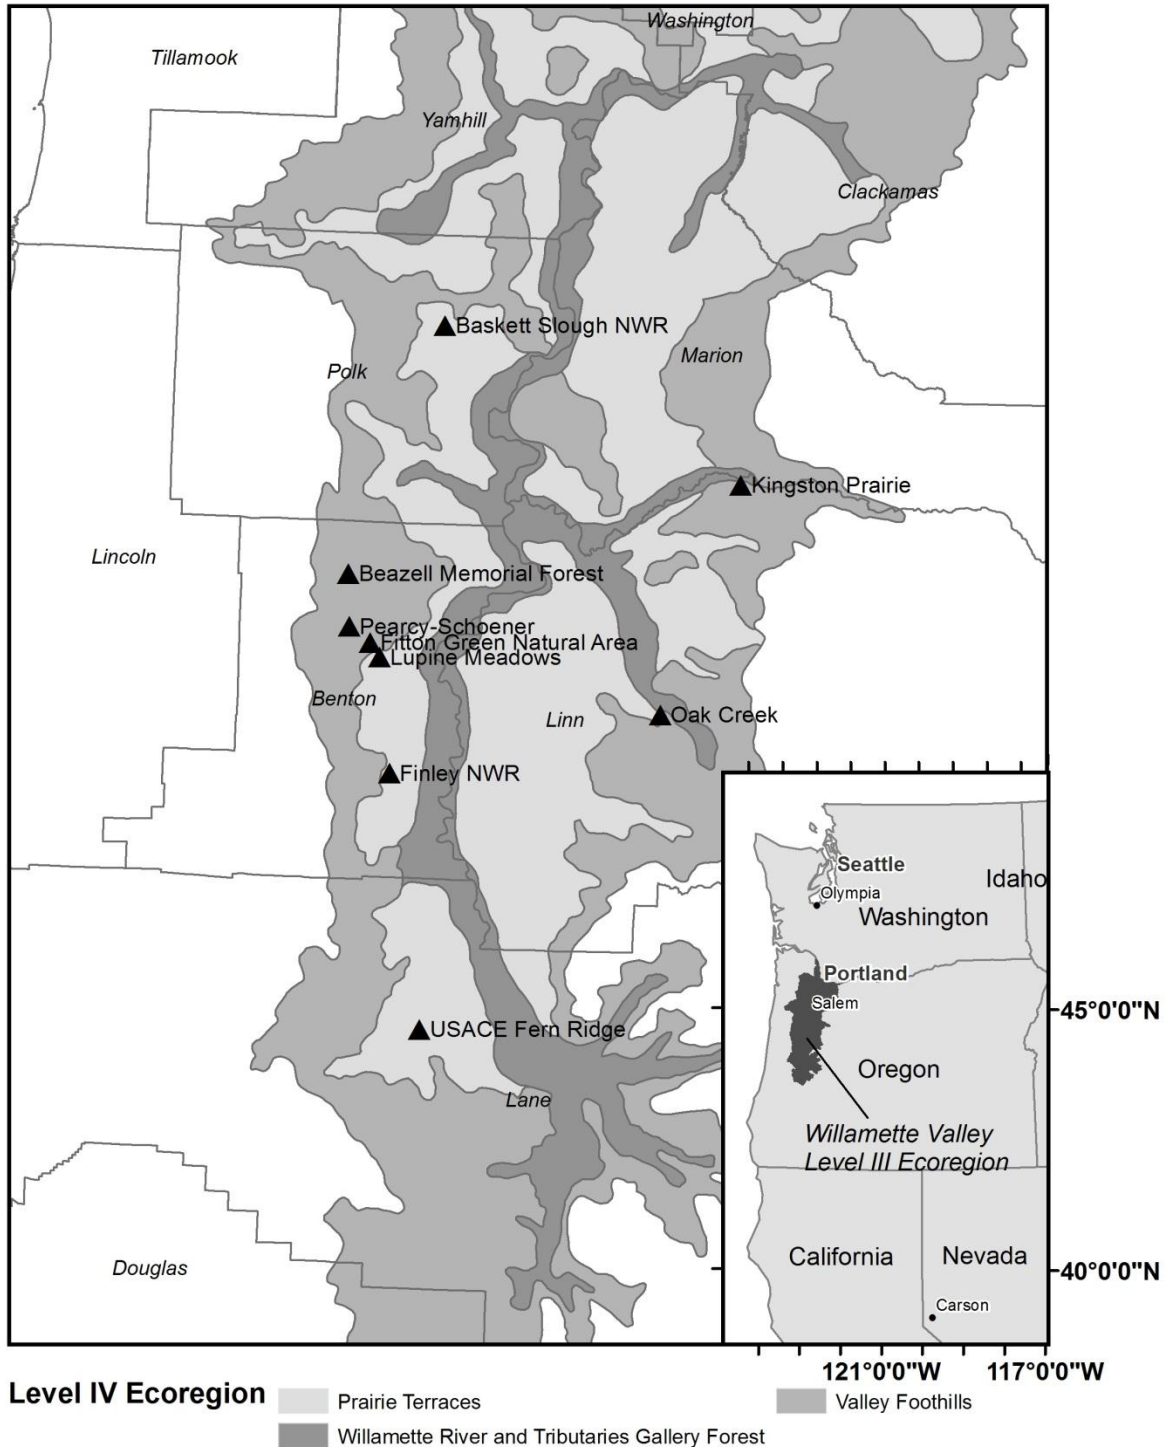 Washington
Tillamook
Yamhill
Clackamas
Baskett Slough NWR
Marion
Polk
Kingston Prairie
Lincoln
Beazell Memorial Forest
Pearcy-Schoener
Fitton Green Natural Area
Lupine Meadows
Benton
Linn
Oak Creek
Finley NWR
Seattle
Idaho
Olympia
Washington
Portland
Salem
45°0'0"N
USACE Fern Ridge
Oregon
Lane
Willamette Valley
Level III Ecoregion
Douglas
California
Nevada
40°0'0"N
Carson
121°0'0"W
117°0'0"W
Level IV Ecoregion
Prairie Terraces
Valley Foothills
Willamette River and Tributaries Gallery Forest